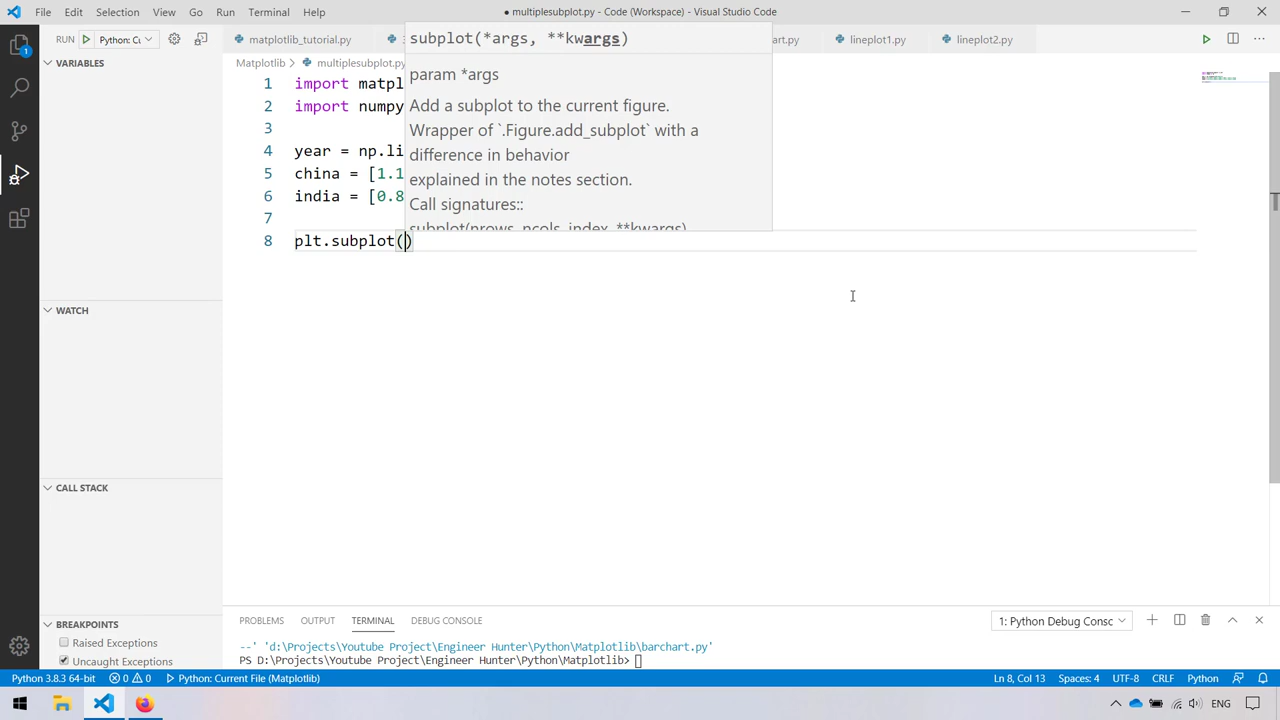 File Edit Selection View Go Run Terminal Help
● multiplesubplot.py - Code (Workspace) - Visual Studio Code
RUN Python: Cu
matplotlib_tutorial.py
lineplot1.py
lineplot2.py
VARIABLES
Matplotlib > multiplesubplot.py
subplot(*args, **kwargs)
param *args
Add a subplot to the current figure.
Wrapper of `.Figure.add_subplot` with a
difference in behavior
explained in the notes section.
Call signatures::
subplot(nrows, ncols, index, **kwargs)
1 import matpl
2 import numpy
3
4 year = np.li
5 china = [1.1
6 india = [0.8
7
8 plt.subplot()
WATCH
CALL STACK
BREAKPOINTS
Raised Exceptions
Uncaught Exceptions
PROBLEMS OUTPUT TERMINAL DEBUG CONSOLE
1: Python Debug Consc
--' 'd:\Projects\Youtube Project\Engineer Hunter\Python\Matplotlib\barchart.py'
PS D:\Projects\Youtube Project\Engineer Hunter\Python\Matplotlib>
Python 3.8.3 64-bit 0 0 Python: Current File (Matplotlib)
Ln 8, Col 13 Spaces: 4 UTF-8 CRLF Python
ENG